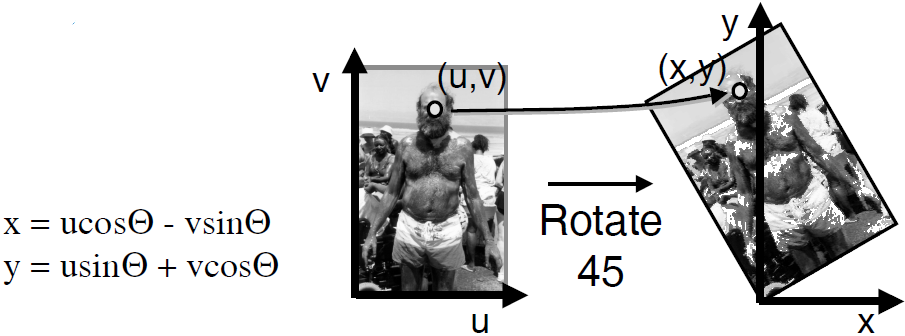 x = ucosΘ - vsinΘ
y = usinΘ + vcosΘ
v
(u,v)
u
Rotate
45
y
(x,y)
x